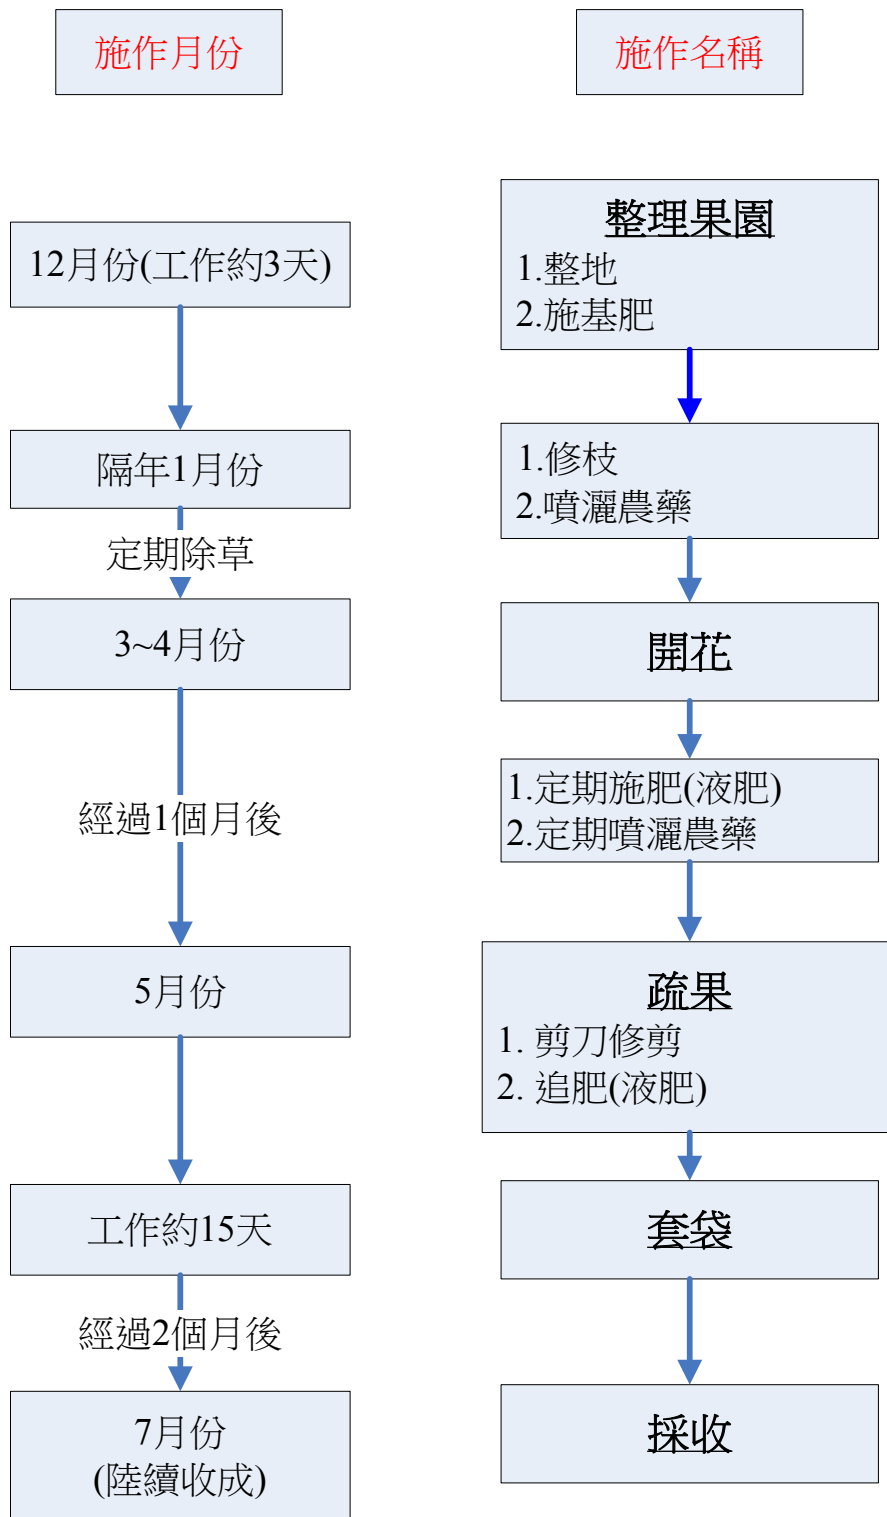 施作月份
施作名稱
12月份(工作約3天)
整理果園
1.整地
2.施基肥
隔年1月份
1.修枝
2.噴灑農藥
定期除草
3~4月份
開花
經過1個月後
1.定期施肥(液肥)
2.定期噴灑農藥
5月份
疏果
1. 剪刀修剪
2. 追肥(液肥)
工作約15天
套袋
經過2個月後
7月份
(陸續收成)
採收